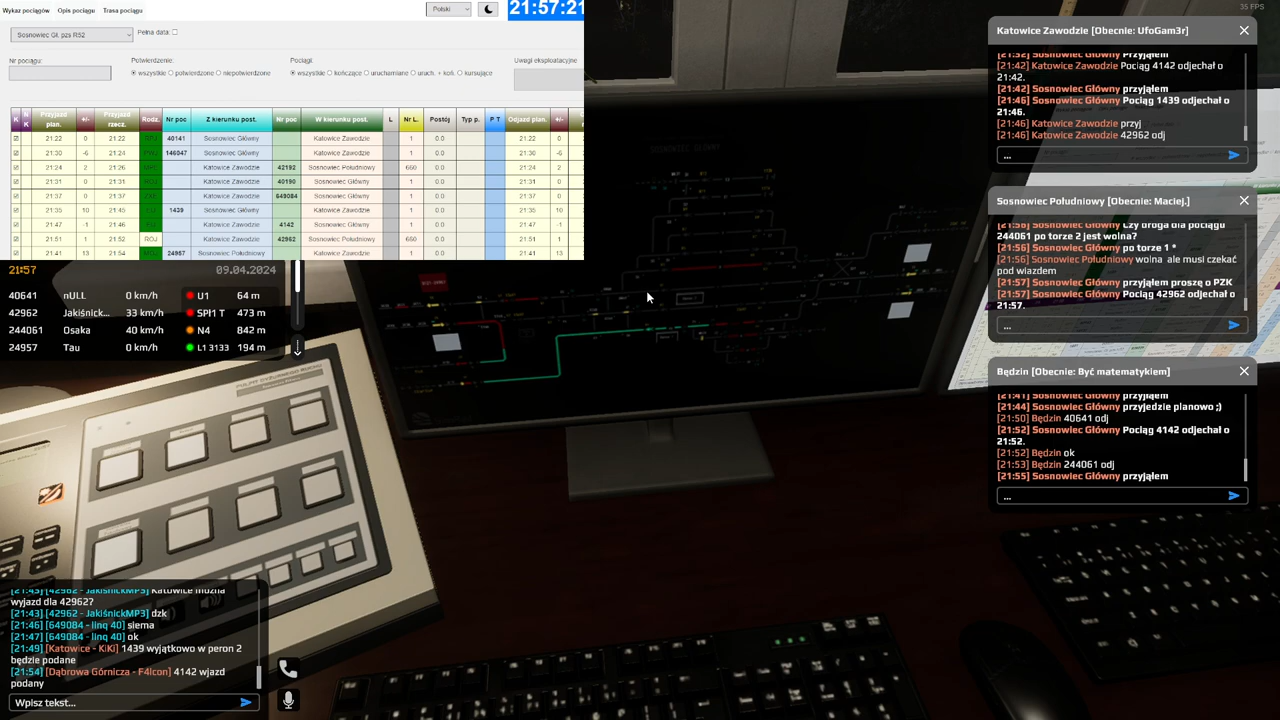 Wykaz pociągów Opis pociągu Trasa pociągu
Polski
21:57:21
35 FPS
Sosnowiec Gł. pzs R52
Pełna data:
Nr pociągu:
Potwierdzenie:
wszystkie potwierdzone niepotwierdzone
Pociągi:
wszystkie kończące uruchamiane uruch. + koń. kursujące
Uwagi eksploatacyjne
K N K Przyjazd plan. +/- Przyjazd rzecz. Rodz. Nr poc Z kierunku post. Nr poc W kierunku post. L Nr L. Postój Typ p. P T Odjazd plan. +/-
21:22 0 21:22 40141 Sosnowiec Główny Katowice Zawodzie 1 0.0 21:22 0
21:30 -6 21:24 146047 Sosnowiec Główny Katowice Zawodzie 1 0.0 21:30 -6
21:24 2 21:26 Katowice Zawodzie 42192 Sosnowiec Południowy 660 0.0 21:24 2
21:31 0 21:31 Katowice Zawodzie 40190 Sosnowiec Główny 1 0.0 21:31 0
21:37 0 21:37 Katowice Zawodzie 649084 Sosnowiec Główny 1 0.0 21:37 0
21:35 10 21:45 1439 Sosnowiec Główny Katowice Zawodzie 1 0.0 21:35 10
21:47 -1 21:46 Katowice Zawodzie 4142 Sosnowiec Główny 1 0.0 21:47 -1
21:51 1 21:52 ROJ Katowice Zawodzie 42962 Sosnowiec Południowy 660 0.0 21:51 1
21:41 13 21:54 24957 Sosnowiec Południowy Katowice Zawodzie 1 0.0 21:41 13
21:57 09.04.2024
40641 nULL 0 km/h U1 64 m
42962 Jakiśnick... 33 km/h SPI1 T 473 m
244061 Osaka 40 km/h N4 842 m
24957 Tau 0 km/h L1 3133 194 m
SOSNOWIEC GŁÓWNY
Katowice Zawodzie [Obecnie: UfoGam3r]
[21:52] Katowice Zawodzie Przyjąłem
[21:42] Katowice Zawodzie Pociąg 4142 odjechał o
21:42.
[21:42] Sosnowiec Główny przyjąłem
[21:46] Sosnowiec Główny Pociąg 1439 odjechał o
21:46.
[21:46] Katowice Zawodzie przyj
[21:46] Katowice Zawodzie 42962 odj
...
Sosnowiec Południowy [Obecnie: Maciej.]
[21:56] Sosnowiec Główny Czy droga dla pociągu
244061 po torze 2 jest wolna?
[21:56] Sosnowiec Główny po torze 1 *
[21:56] Sosnowiec Południowy wolna ale musi czekać
pod wiazdem
[21:57] Sosnowiec Główny przyjąłem proszę o PZK
[21:57] Sosnowiec Główny Pociąg 42962 odjechał o
21:57.
...
Będzin [Obecnie: Być matematykiem]
[21:41] Sosnowiec Główny przyjąłem
[21:44] Sosnowiec Główny przyjedzie planowo ;)
[21:50] Będzin 40641 odj
[21:52] Sosnowiec Główny Pociąg 4142 odjechał o
21:52.
[21:52] Będzin ok
[21:53] Będzin 244061 odj
[21:55] Sosnowiec Główny przyjąłem
...
[21:43] [42962 - JakiśnickMP3] Katowice można
wyjazd dla 42962?
[21:43] [42962 - JakiśnickMP3] dzk
[21:46] [649084 - linq 40] siema
[21:47] [649084 - linq 40] ok
[21:49] [Katowice - KiKi] 1439 wyjątkowo w peron 2
będzie podane
[21:54] [Dąbrowa Górnicza - F4lcon] 4142 wjazd
podany
Wpisz tekst...